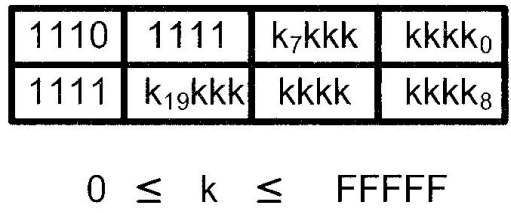 1110 1111 k₇kkk kkkk₀
1111 k₁₉kkk kkkk kkkk₈
0 ≤ k ≤ FFFFF